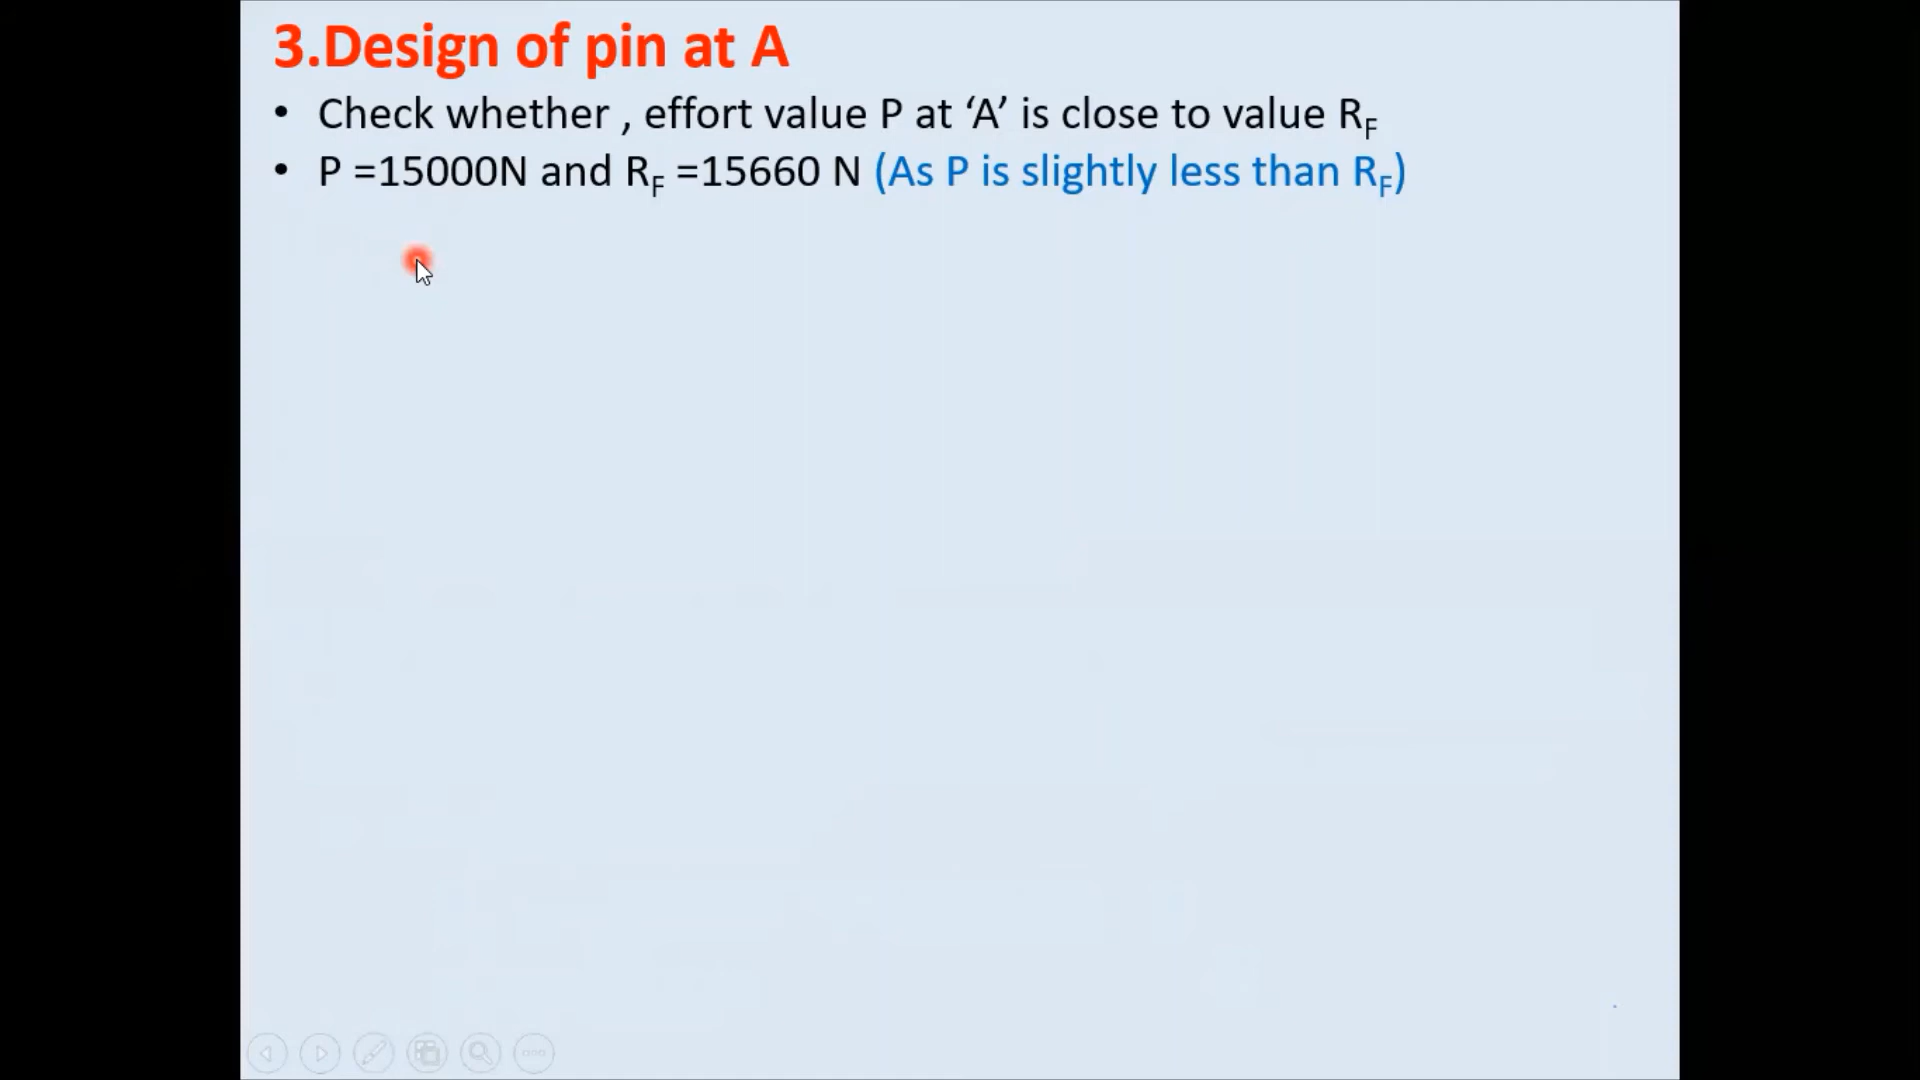 3.Design of pin at A
• Check whether , effort value P at ‘A’ is close to value RF
• P =15000N and RF =15660 N (As P is slightly less than RF)